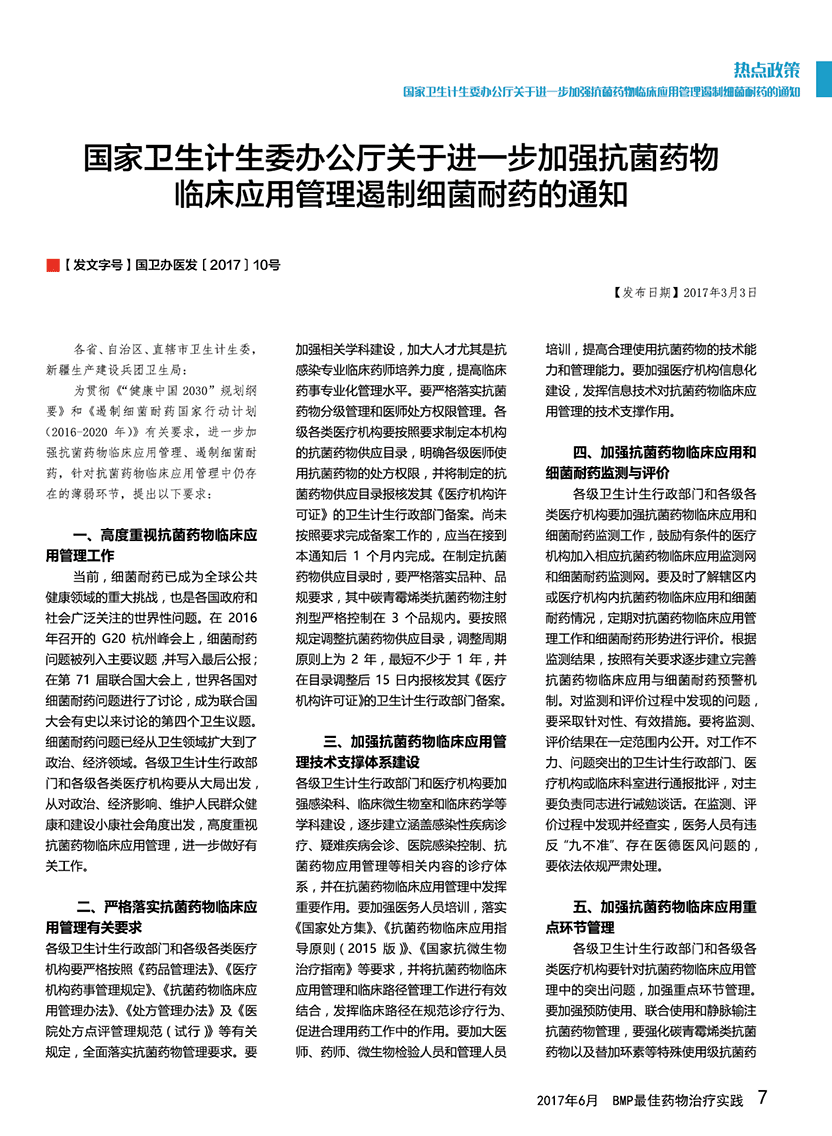 热点政策
国家卫生计生委办公厅关于进一步加强抗菌药物临床应用管理遏制细菌耐药的通知
国家卫生计生委办公厅关于进一步加强抗菌药物
临床应用管理遏制细菌耐药的通知
【发文字号】国卫办医发〔2017〕10号
【发布日期】2017年3月3日
各省、自治区、直辖市卫生计生委，
新疆生产建设兵团卫生局：
为贯彻《“健康中国 2030”规划纲
要》和《遏制细菌耐药国家行动计划
（2016-2020 年）》有关要求，进一步加
强抗菌药物临床应用管理、遏制细菌耐
药，针对抗菌药物临床应用管理中仍存
在的薄弱环节，提出以下要求：
一、高度重视抗菌药物临床应
用管理工作
当前，细菌耐药已成为全球公共
健康领域的重大挑战，也是各国政府和
社会广泛关注的世界性问题。在 2016
年召开的 G20 杭州峰会上，细菌耐药
问题被列入主要议题，并写入最后公报；
在第 71 届联合国大会上，世界各国对
细菌耐药问题进行了讨论，成为联合国
大会有史以来讨论的第四个卫生议题。
细菌耐药问题已经从卫生领域扩大到了
政治、经济领域。各级卫生计生行政部
门和各级各类医疗机构要从大局出发，
从对政治、经济影响、维护人民群众健
康和建设小康社会角度出发，高度重视
抗菌药物临床应用管理，进一步做好有
关工作。
二、严格落实抗菌药物临床应
用管理有关要求
各级卫生计生行政部门和各级各类医疗
机构要严格按照《药品管理法》、《医疗
机构药事管理规定》、《抗菌药物临床应
用管理办法》、《处方管理办法》及《医
院处方点评管理规范（试行）》等有关
规定，全面落实抗菌药物管理要求。要
加强相关学科建设，加大人才尤其是抗
感染专业临床药师培养力度，提高临床
药事专业化管理水平。要严格落实抗菌
药物分级管理和医师处方权限管理。各
级各类医疗机构要按照要求制定本机构
的抗菌药物供应目录，明确各级医师使
用抗菌药物的处方权限，并将制定的抗
菌药物供应目录报核发其《医疗机构许
可证》的卫生计生行政部门备案。尚未
按照要求完成备案工作的，应当在接到
本通知后 1 个月内完成。在制定抗菌
药物供应目录时，要严格落实品种、品
规要求，其中碳青霉烯类抗菌药物注射
剂型严格控制在 3 个品规内。要按照
规定调整抗菌药物供应目录，调整周期
原则上为 2 年，最短不少于 1 年，并
在目录调整后 15 日内报核发其《医疗
机构许可证》的卫生计生行政部门备案。
三、加强抗菌药物临床应用管
理技术支撑体系建设
各级卫生计生行政部门和医疗机构要加
强感染科、临床微生物室和临床药学等
学科建设，逐步建立涵盖感染性疾病诊
疗、疑难疾病会诊、医院感染控制、抗
菌药物应用管理等相关内容的诊疗体
系，并在抗菌药物临床应用管理中发挥
重要作用。要加强医务人员培训，落实
《国家处方集》、《抗菌药物临床应用指
导原则（2015 版）》、《国家抗微生物
治疗指南》等要求，并将抗菌药物临床
应用管理和临床路径管理工作进行有效
结合，发挥临床路径在规范诊疗行为、
促进合理用药工作中的作用。要加大医
师、药师、微生物检验人员和管理人员
培训，提高合理使用抗菌药物的技术能
力和管理能力。要加强医疗机构信息化
建设，发挥信息技术对抗菌药物临床应
用管理的技术支撑作用。
四、加强抗菌药物临床应用和
细菌耐药监测与评价
各级卫生计生行政部门和各级各
类医疗机构要加强抗菌药物临床应用和
细菌耐药监测工作，鼓励有条件的医疗
机构加入相应抗菌药物临床应用监测网
和细菌耐药监测网。要及时了解辖区内
或医疗机构内抗菌药物临床应用和细菌
耐药情况，定期对抗菌药物临床应用管
理工作和细菌耐药形势进行评价。根据
监测结果，按照有关要求逐步建立完善
抗菌药物临床应用与细菌耐药预警机
制。对监测和评价过程中发现的问题，
要采取针对性、有效措施。要将监测、
评价结果在一定范围内公开。对工作不
力、问题突出的卫生计生行政部门、医
疗机构或临床科室进行通报批评，对主
要负责同志进行诫勉谈话。在监测、评
价过程中发现并经查实，医务人员有违
反“九不准”、存在医德医风问题的，
要依法依规严肃处理。
五、加强抗菌药物临床应用重
点环节管理
各级卫生计生行政部门和各级各
类医疗机构要针对抗菌药物临床应用管
理中的突出问题，加强重点环节管理。
要加强预防使用、联合使用和静脉输注
抗菌药物管理，要强化碳青霉烯类抗菌
药物以及替加环素等特殊使用级抗菌药
2017年6月 BMP最佳药物治疗实践 7